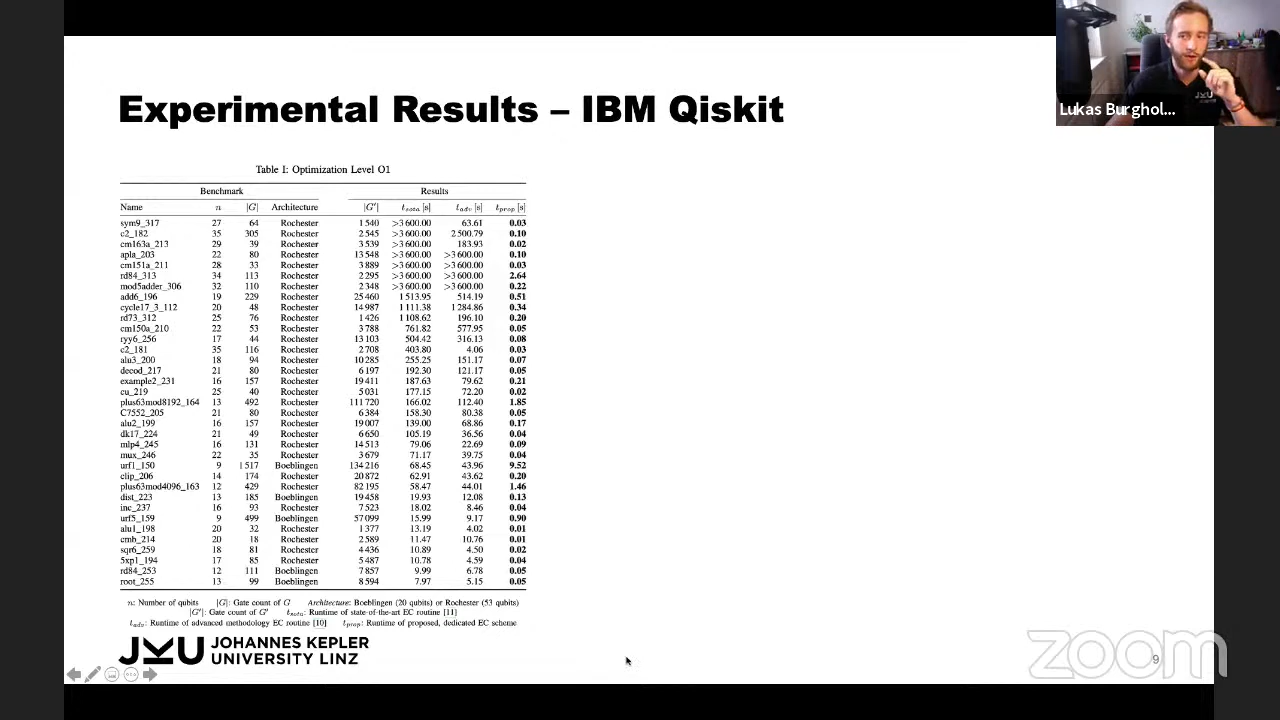 Experimental Results – IBM Qiskit
Lukas Burghol...
Table I: Optimization Level O1
Benchmark Results
Name n |G| Architecture |G′| t_sota [s] t_adv [s] t_prop [s]
sym9_317 27 64 Rochester 1 540 >3 600.00 63.61 0.03
c2_182 35 305 Rochester 2 545 >3 600.00 2 500.79 0.10
cm163a_213 29 39 Rochester 3 539 >3 600.00 183.93 0.02
apla_203 22 80 Rochester 13 548 >3 600.00 >3 600.00 0.10
cm151a_211 28 33 Rochester 3 889 >3 600.00 >3 600.00 0.03
rd84_313 34 113 Rochester 2 295 >3 600.00 >3 600.00 2.64
mod5adder_306 32 110 Rochester 2 348 >3 600.00 >3 600.00 0.22
add6_196 19 229 Rochester 25 460 1 513.95 514.19 0.51
cycle17_3_112 20 48 Rochester 14 987 1 111.38 1 284.86 0.34
rd73_312 25 76 Rochester 1 426 1 108.62 196.10 0.20
cm150a_210 22 53 Rochester 3 788 761.82 577.95 0.05
ryy6_256 17 44 Rochester 13 103 504.42 316.13 0.08
c2_181 35 116 Rochester 2 708 403.80 4.06 0.03
alu3_200 18 94 Rochester 10 285 255.25 151.17 0.07
decod_217 21 80 Rochester 6 197 192.30 121.17 0.05
example2_231 16 157 Rochester 19 411 187.63 79.62 0.21
cu_219 25 40 Rochester 5 031 177.15 72.20 0.02
plus63mod8192_164 13 492 Rochester 111 720 166.02 112.40 1.85
C7552_205 21 80 Rochester 6 384 158.30 80.38 0.05
alu2_199 16 157 Rochester 19 007 139.00 68.86 0.17
dk17_224 21 49 Rochester 6 650 105.19 36.56 0.04
mlp4_245 16 131 Rochester 14 513 79.06 22.69 0.09
mux_246 22 35 Rochester 3 679 71.17 39.75 0.04
urf1_150 9 1 517 Boeblingen 134 216 68.45 43.96 9.52
clip_206 14 174 Rochester 20 872 62.91 43.62 0.20
plus63mod4096_163 12 429 Rochester 82 195 58.47 44.01 1.46
dist_223 13 185 Boeblingen 19 458 19.93 12.08 0.13
inc_237 16 93 Rochester 7 523 18.02 8.46 0.04
urf5_159 9 499 Boeblingen 57 099 15.99 9.17 0.90
alu1_198 20 32 Rochester 1 377 13.19 4.02 0.01
cmb_214 20 18 Rochester 2 589 11.47 10.76 0.01
sqr6_259 18 81 Rochester 4 436 10.89 4.50 0.02
5xp1_194 17 85 Rochester 5 487 10.78 4.59 0.04
rd84_253 12 111 Boeblingen 7 857 9.99 6.78 0.05
root_255 13 99 Boeblingen 8 594 7.97 5.15 0.05
n: Number of qubits |G|: Gate count of G Architecture: Boeblingen (20 qubits) or Rochester (53 qubits)
|G′|: Gate count of G′ t_sota: Runtime of state-of-the-art EC routine [11]
t_adv: Runtime of advanced methodology EC routine [10] t_prop: Runtime of proposed, dedicated EC scheme
JKU JOHANNES KEPLER
UNIVERSITY LINZ
zoom
9